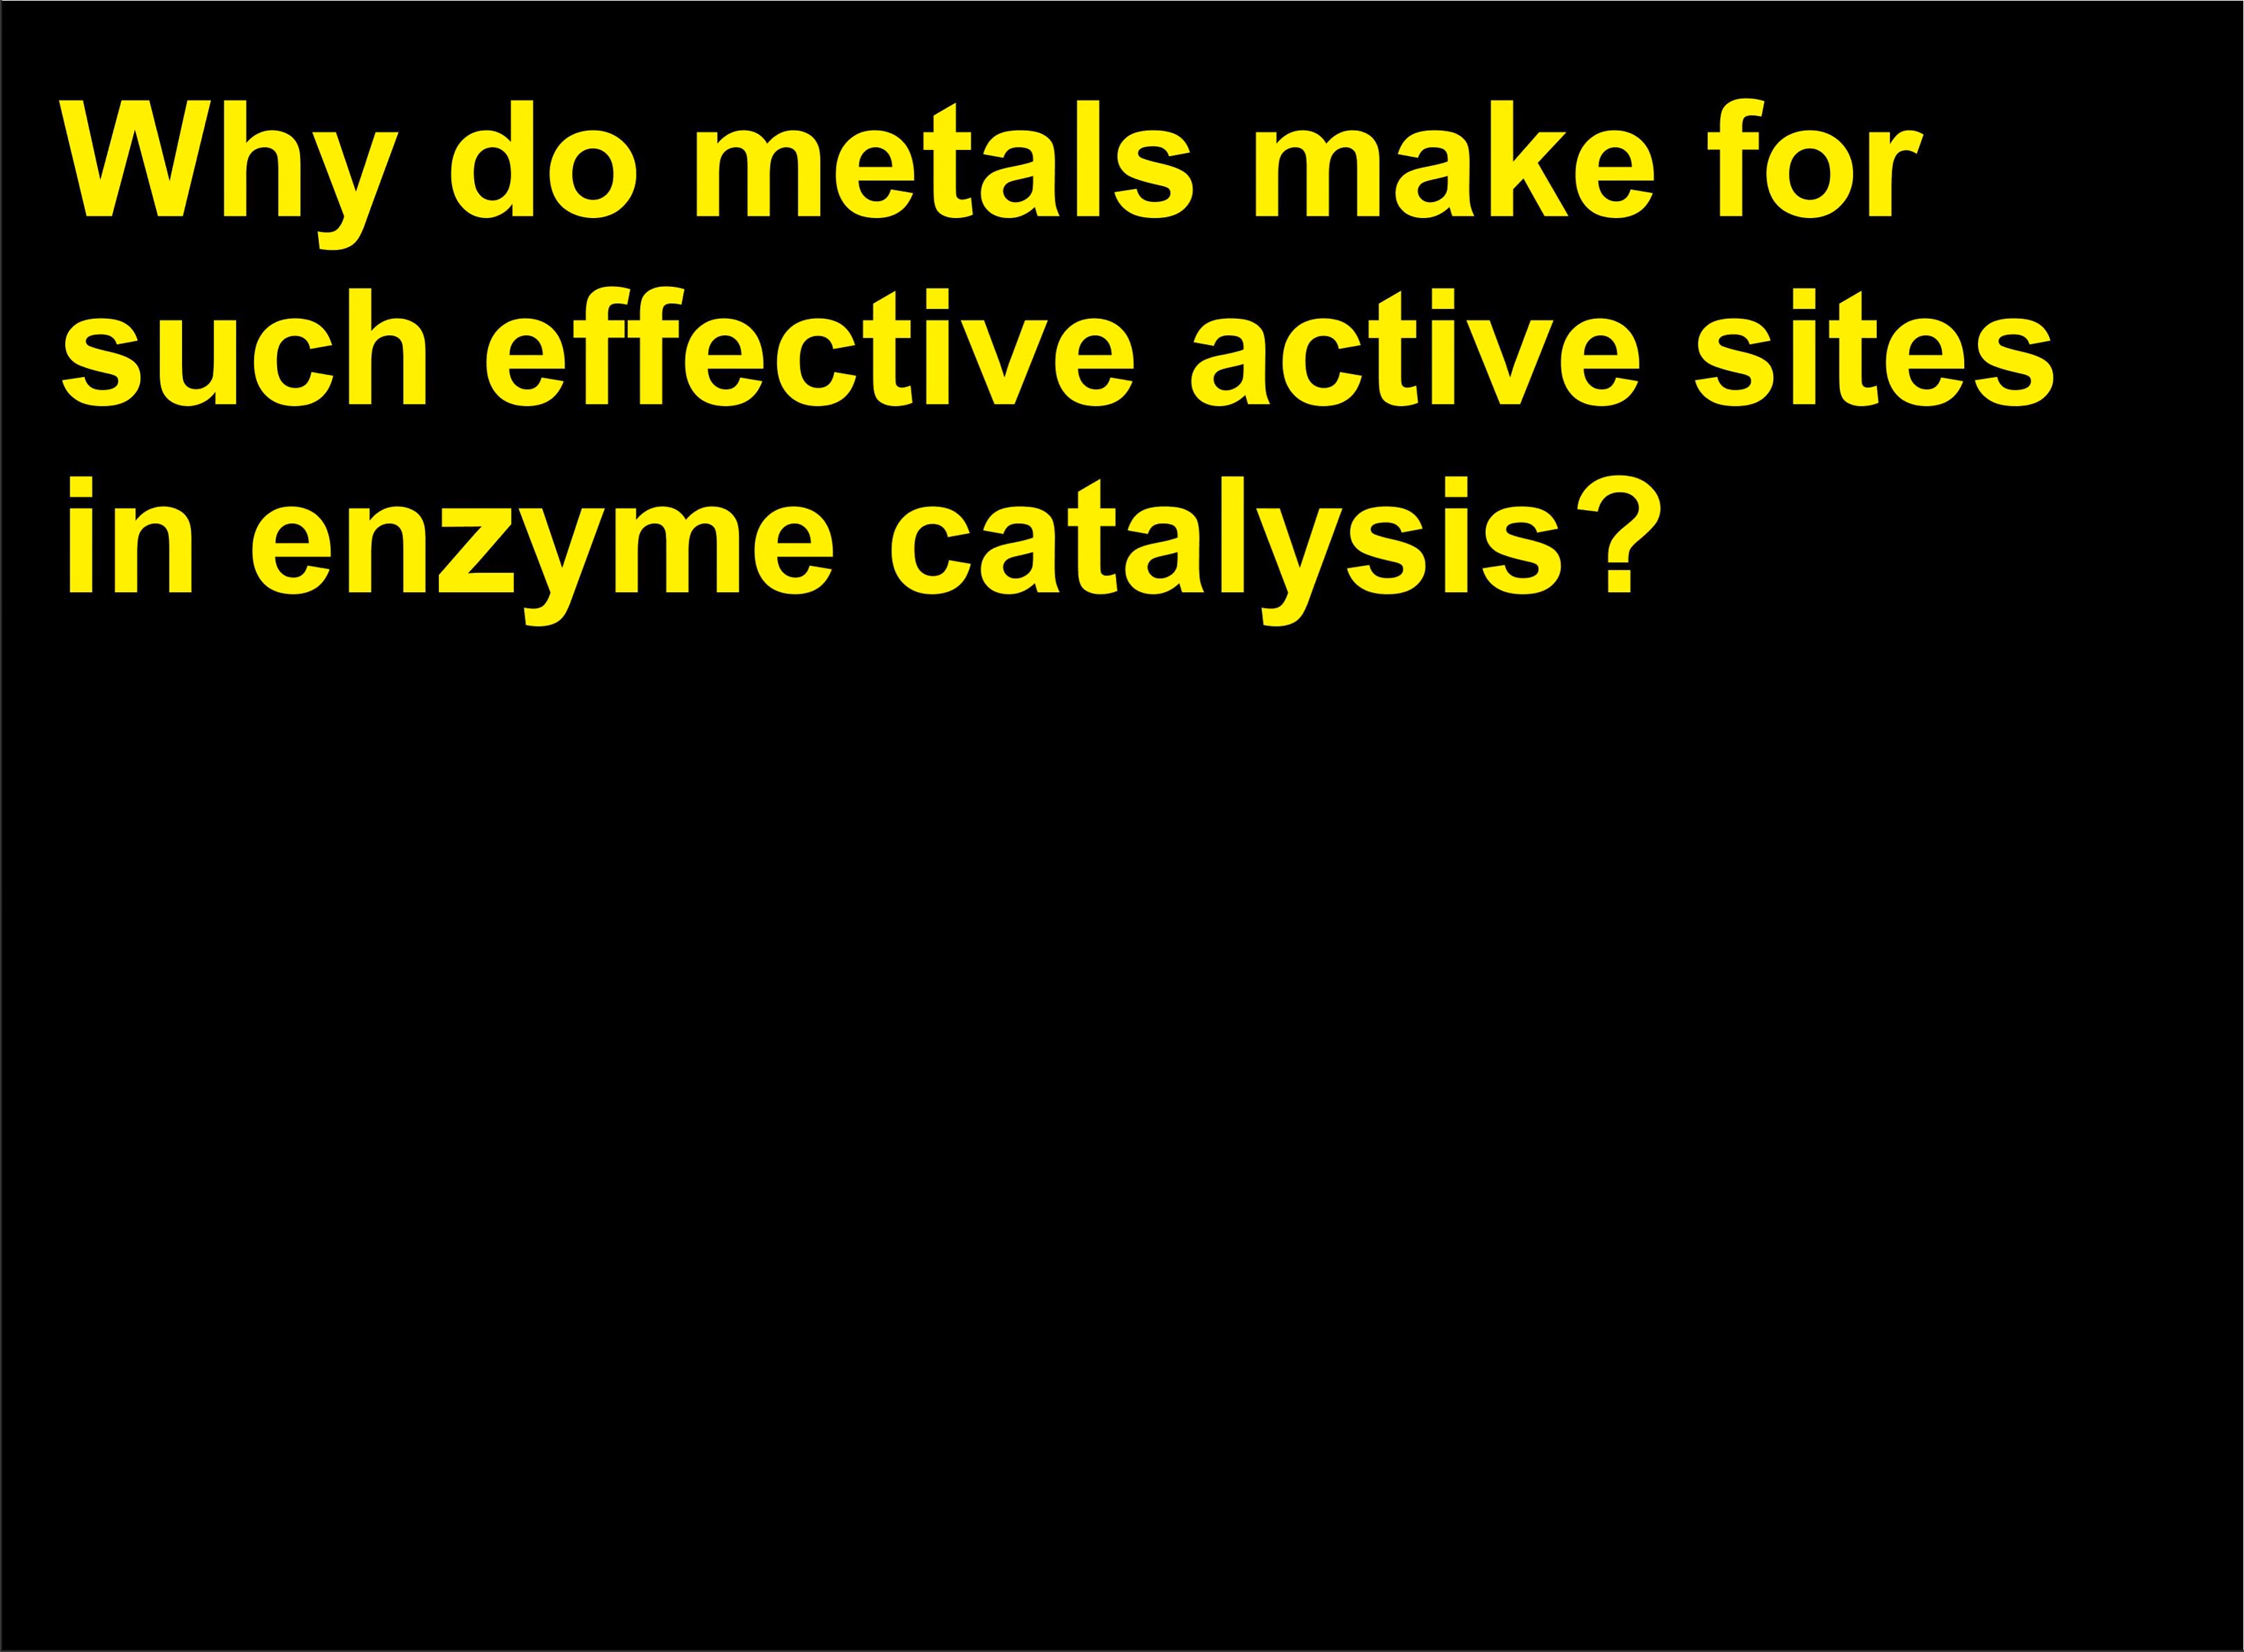 Why do metals make for
such effective active sites
in enzyme catalysis?